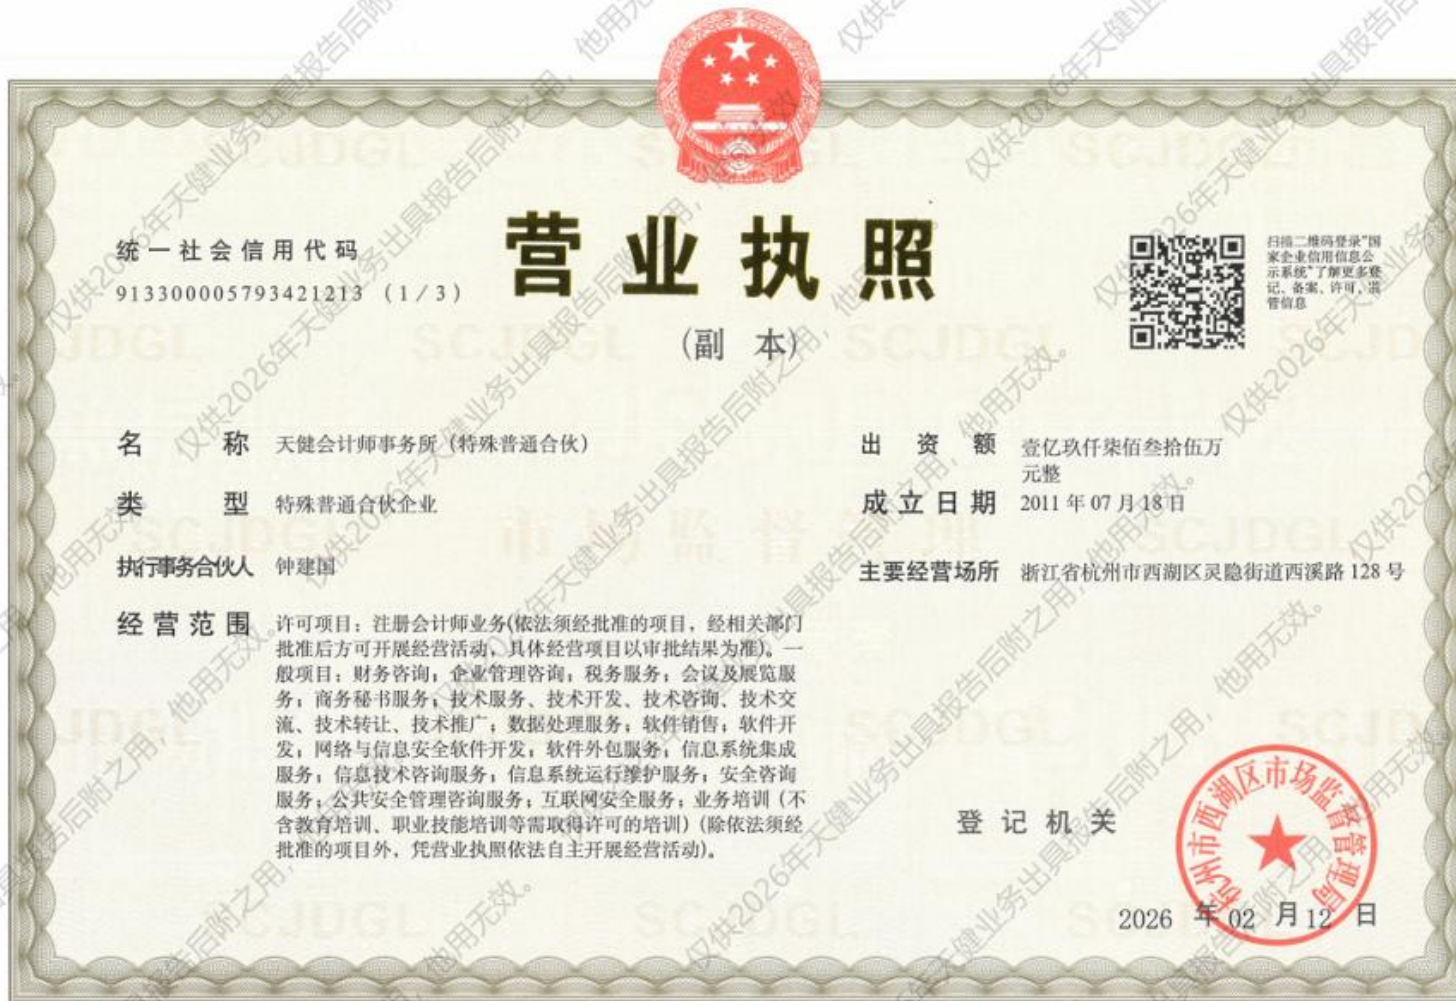 营业执照
(副 本)
统一社会信用代码
913300005793421213 (1/3)
扫描二维码登录"国
家企业信用信息公
示系统"了解更多登
记、备案、许可、监
管信息
名 称 天健会计师事务所（特殊普通合伙）
类 型 特殊普通合伙企业
执行事务合伙人 钟建国
经营范围 许可项目：注册会计师业务(依法须经批准的项目，经相关部门
批准后方可开展经营活动，具体经营项目以审批结果为准)。一
般项目：财务咨询；企业管理咨询；税务服务；会议及展览服
务；商务秘书服务；技术服务、技术开发、技术咨询、技术交
流、技术转让、技术推广；数据处理服务；软件销售；软件开
发；网络与信息安全软件开发；软件外包服务；信息系统集成
服务；信息技术咨询服务；信息系统运行维护服务；安全咨询
服务；公共安全管理咨询服务；互联网安全服务；业务培训（不
含教育培训、职业技能培训等需取得许可的培训）(除依法须经
批准的项目外，凭营业执照依法自主开展经营活动)。
出 资 额 壹亿玖仟柒佰叁拾伍万
元整
成立日期 2011年07月18日
主要经营场所 浙江省杭州市西湖区灵隐街道西溪路128号
登记机关
杭州市西湖区市场监督管理局
2026 年 02 月 12 日
仅供2026年天健业务出具报告后附之用，他用无效。
SCJDGL
市场监督管理